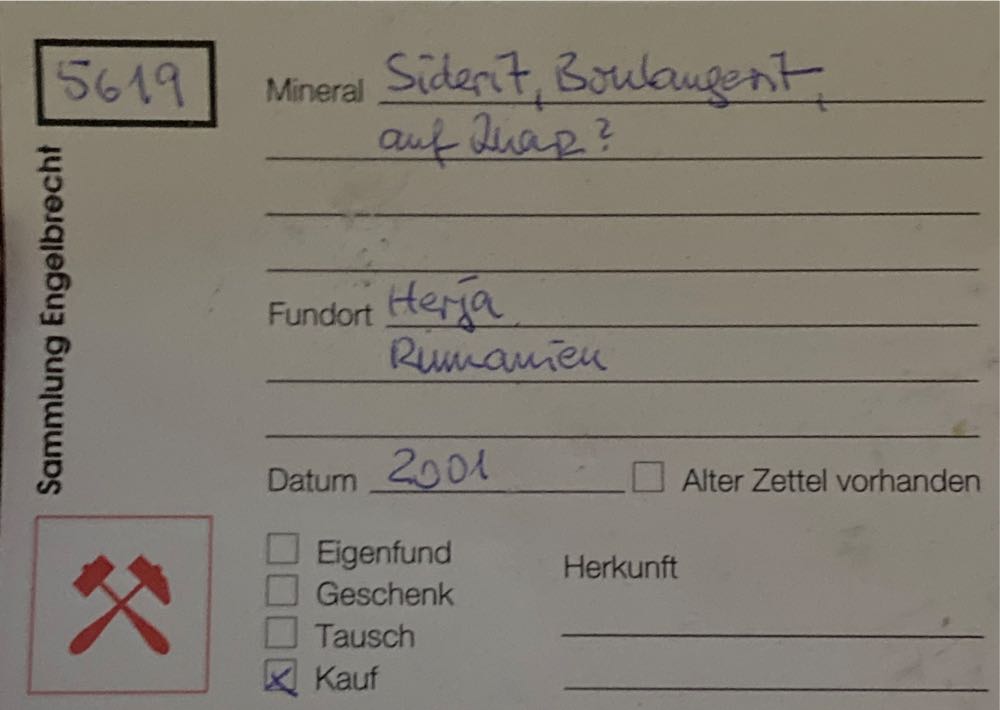 5619
Sammlung Engelbrecht
Mineral Siderit, Boulangerit,
auf Quarz?
Fundort Herja
Rumänien
Datum 2001 Alter Zettel vorhanden
Eigenfund
Geschenk
Tausch
Kauf
Herkunft